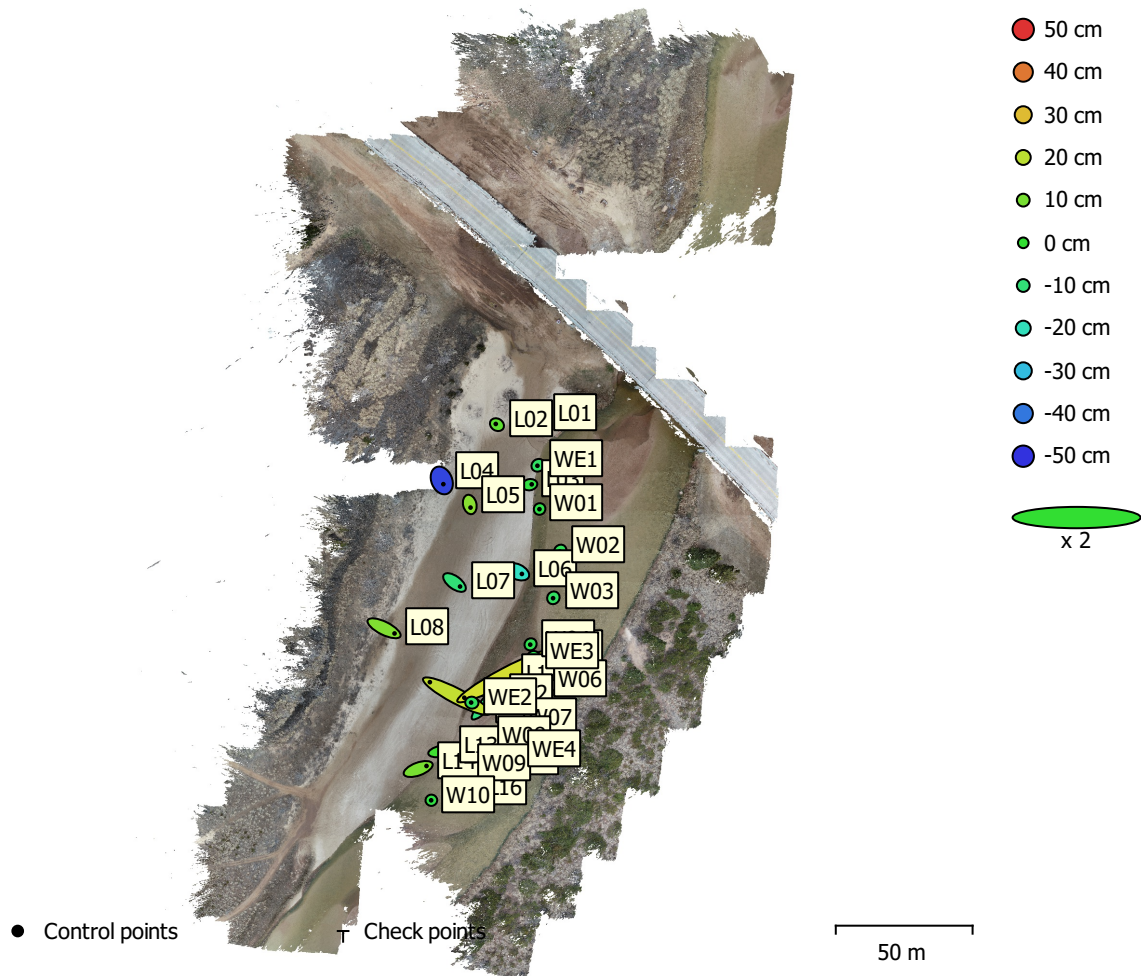 50 cm
40 cm
30 cm
20 cm
10 cm
0 cm
-10 cm
-20 cm
-30 cm
-40 cm
-50 cm
x 2
L02
L01
WE1
L04
L05
W01
W02
L06
L07
W03
L08
WE3
W06
WE2
W07
WE4
W09
W10
L16
Control points
Check points
50 m